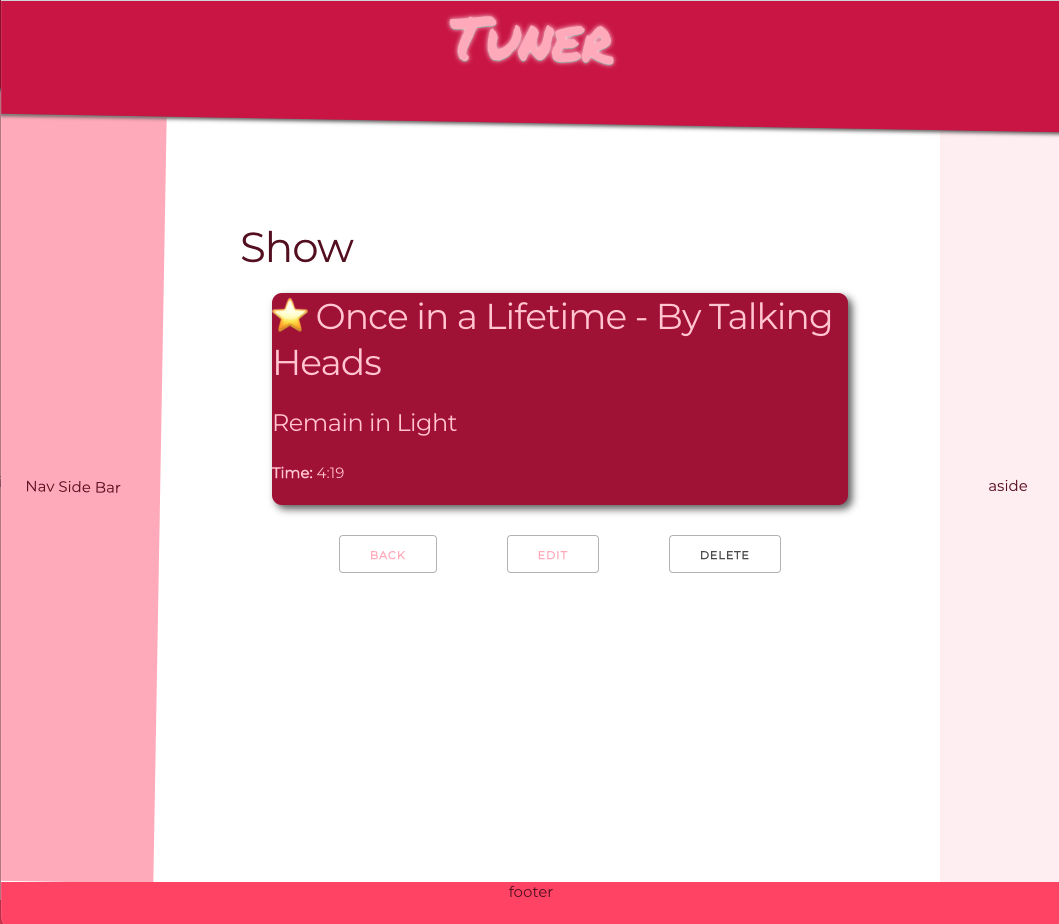 Tuner
Show
⭐ Once in a Lifetime - By Talking
Heads
Remain in Light
Time: 4:19
Nav Side Bar
aside
BACK
EDIT
DELETE
footer